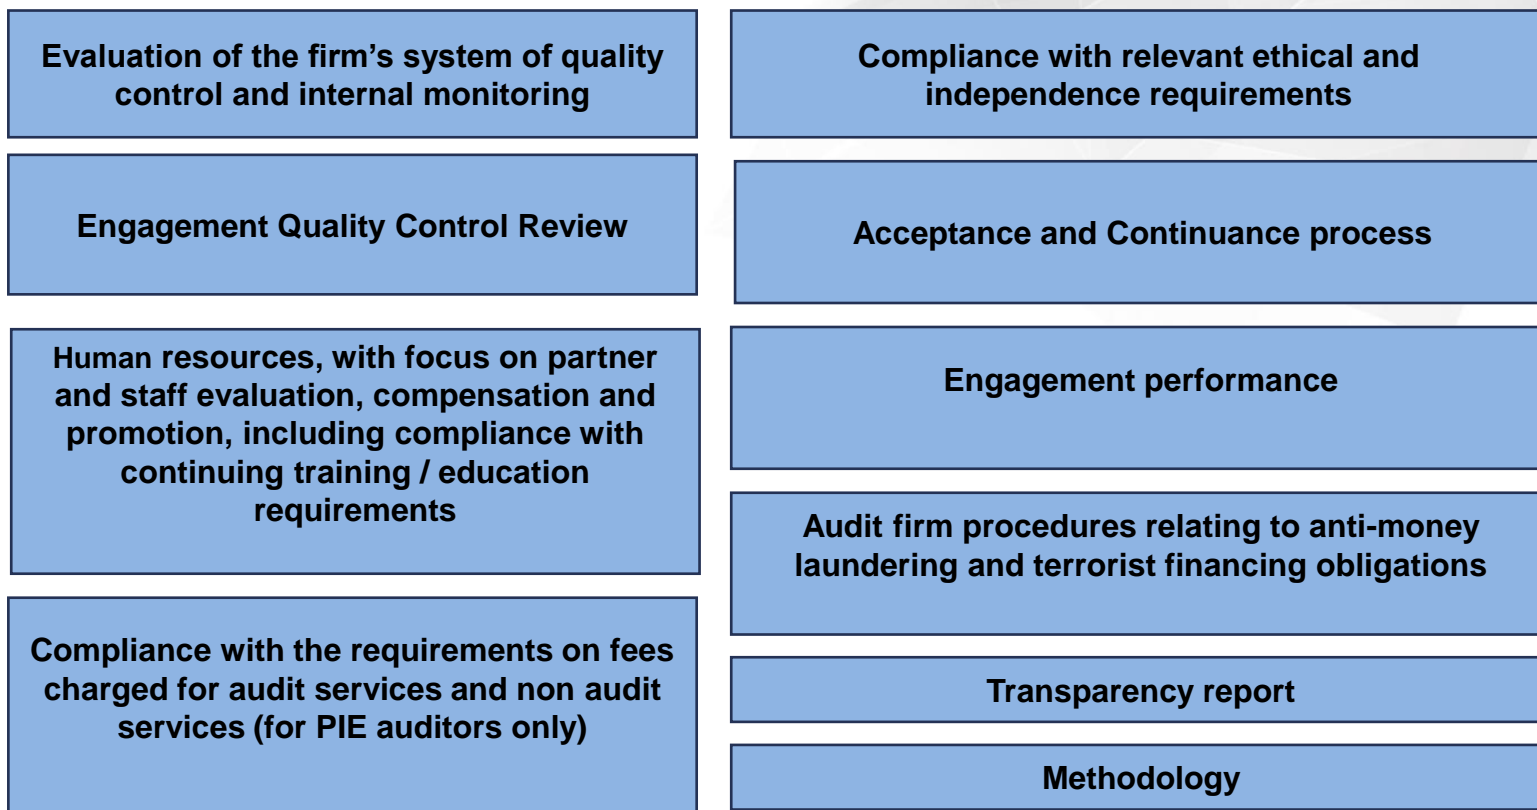 Evaluation of the firm’s system of quality
control and internal monitoring
Compliance with relevant ethical and
independence requirements
Engagement Quality Control Review
Acceptance and Continuance process
Human resources, with focus on partner
and staff evaluation, compensation and
promotion, including compliance with
continuing training / education
requirements
Engagement performance
Audit firm procedures relating to anti-money
laundering and terrorist financing obligations
Compliance with the requirements on fees
charged for audit services and non audit
services (for PIE auditors only)
Transparency report
Methodology